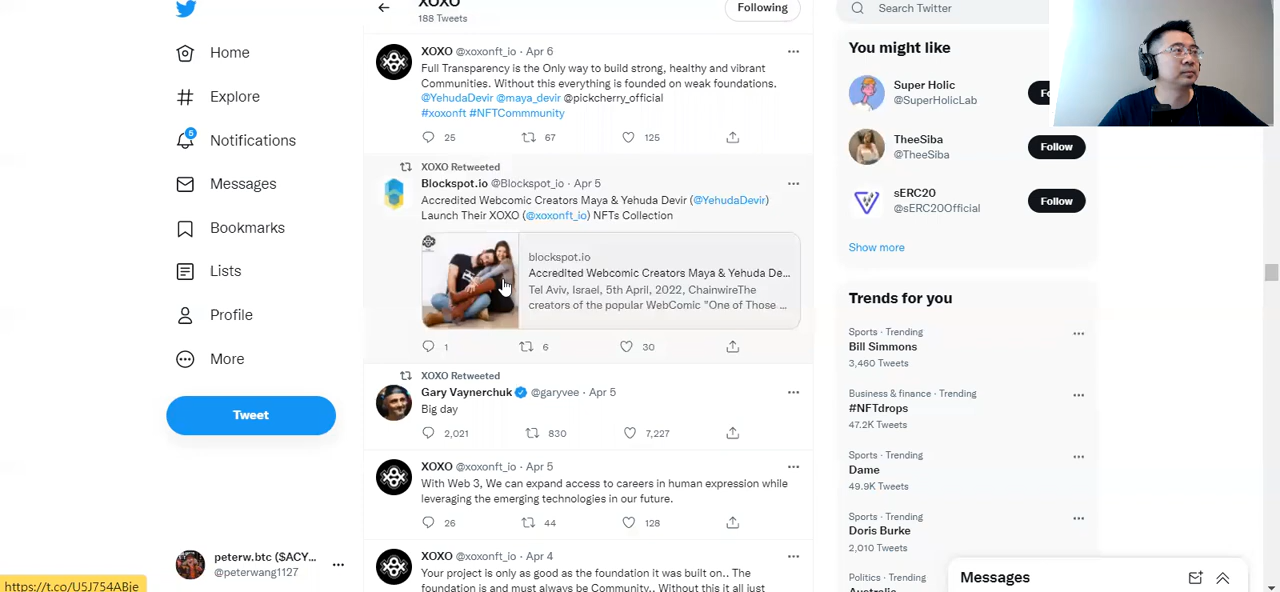 XOXO
188 Tweets
Following
Search Twitter
Home
Explore
5
Notifications
Messages
Bookmarks
Lists
Profile
More
Tweet
peterw.btc ($ACY...
@peterwang1127
https://t.co/U5J754ABje
XOXO @xoxonft_io · Apr 6
Full Transparency is the Only way to build strong, healthy and vibrant
Communities. Without this everything is founded on weak foundations.
@YehudaDevir @maya_devir @pickcherry_official
#xoxonft #NFTCommmunity
25 67 125
XOXO Retweeted
Blockspot.io @Blockspot_io · Apr 5
Accredited Webcomic Creators Maya & Yehuda Devir (@YehudaDevir)
Launch Their XOXO (@xoxonft_io) NFTs Collection
blockspot.io
Accredited Webcomic Creators Maya & Yehuda De...
Tel Aviv, Israel, 5th April, 2022, ChainwireThe
creators of the popular WebComic "One of Those ...
1 6 30
XOXO Retweeted
Gary Vaynerchuk @garyvee · Apr 5
Big day
2,021 830 7,227
XOXO @xoxonft_io · Apr 5
With Web 3, We can expand access to careers in human expression while
leveraging the emerging technologies in our future.
26 44 128
XOXO @xoxonft_io · Apr 4
Your project is only as good as the foundation it was built on.. The
foundation is and must always be Community.. Without this it all just
You might like
Super Holic
@SuperHolicLab
Fo
TheeSiba
@TheeSiba
Follow
sERC20
@sERC20Official
Follow
Show more
Trends for you
Sports · Trending
Bill Simmons
3,460 Tweets
Business & finance · Trending
#NFTdrops
47.2K Tweets
Sports · Trending
Dame
49.9K Tweets
Sports · Trending
Doris Burke
2,010 Tweets
Politics · Trending
Australia
Messages